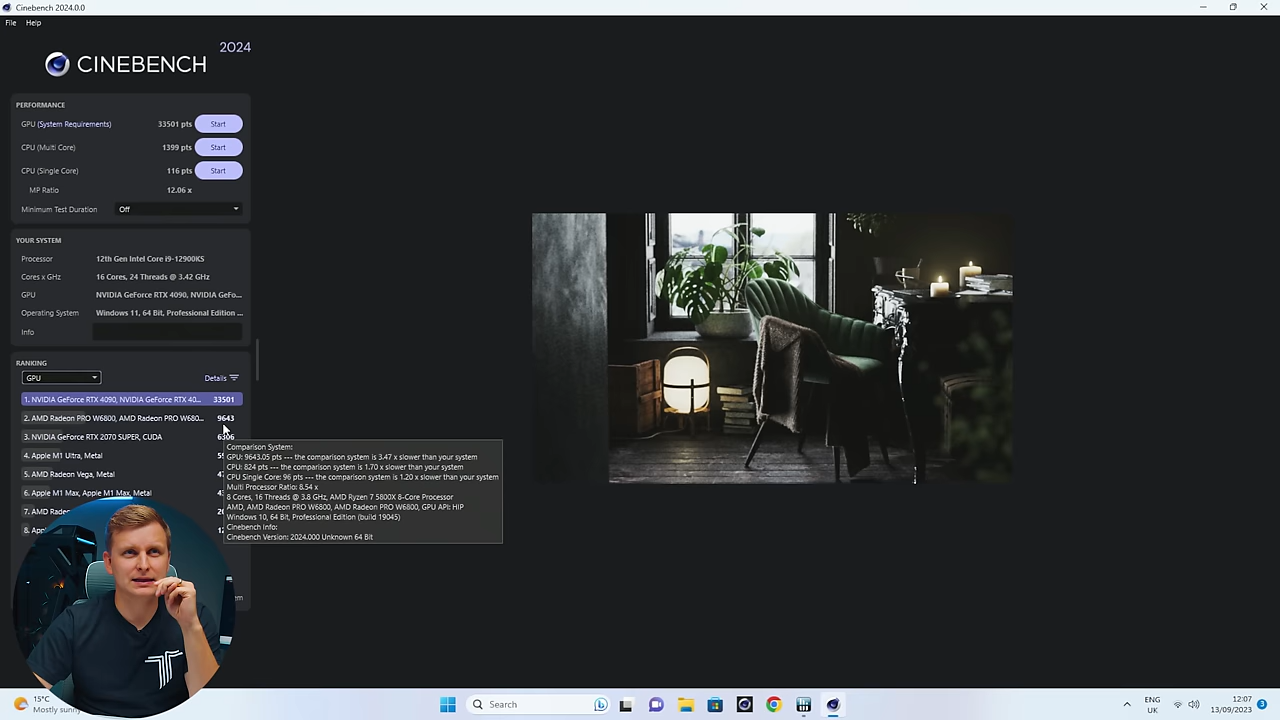 Cinebench 2024.0.0
File Help
2024
CINEBENCH
PERFORMANCE
GPU (System Requirements) 33501 pts Start
CPU (Multi Core) 1399 pts Start
CPU (Single Core) 116 pts Start
MP Ratio 12.06 x
Minimum Test Duration Off
YOUR SYSTEM
Processor 12th Gen Intel Core i9-12900KS
Cores x GHz 16 Cores, 24 Threads @ 3.42 GHz
GPU NVIDIA GeForce RTX 4090, NVIDIA GeFo...
Operating System Windows 11, 64 Bit, Professional Edition ...
Info
RANKING
GPU Details
1. NVIDIA GeForce RTX 4090, NVIDIA GeForce RTX 40... 33501
2. AMD Radeon PRO W6800, AMD Radeon PRO W680... 9643
3. NVIDIA GeForce RTX 2070 SUPER, CUDA 6306
4. Apple M1 Ultra, Metal
5. AMD Radeon Vega, Metal
6. Apple M1 Max, Apple M1 Max, Metal
7. AMD
8.
Comparison System:
GPU: 9643.05 pts --- the comparison system is 3.47 x slower than your system
CPU: 824 pts --- the comparison system is 1.70 x slower than your system
CPU Single Core: 96 pts --- the comparison system is 1.20 x slower than your system
Multi Processor Ratio: 8.54 x
8 Cores, 16 Threads @ 3.8 GHz, AMD Ryzen 7 5800X 8-Core Processor
AMD, AMD Radeon PRO W6800, AMD Radeon PRO W6800, GPU API: HIP
Windows 10, 64 Bit, Professional Edition (build 19045)
Cinebench Info:
Cinebench Version: 2024.000 Unknown 64 Bit
15°C
Mostly sunny
Search
ENG
UK
12:07
13/09/2023
3